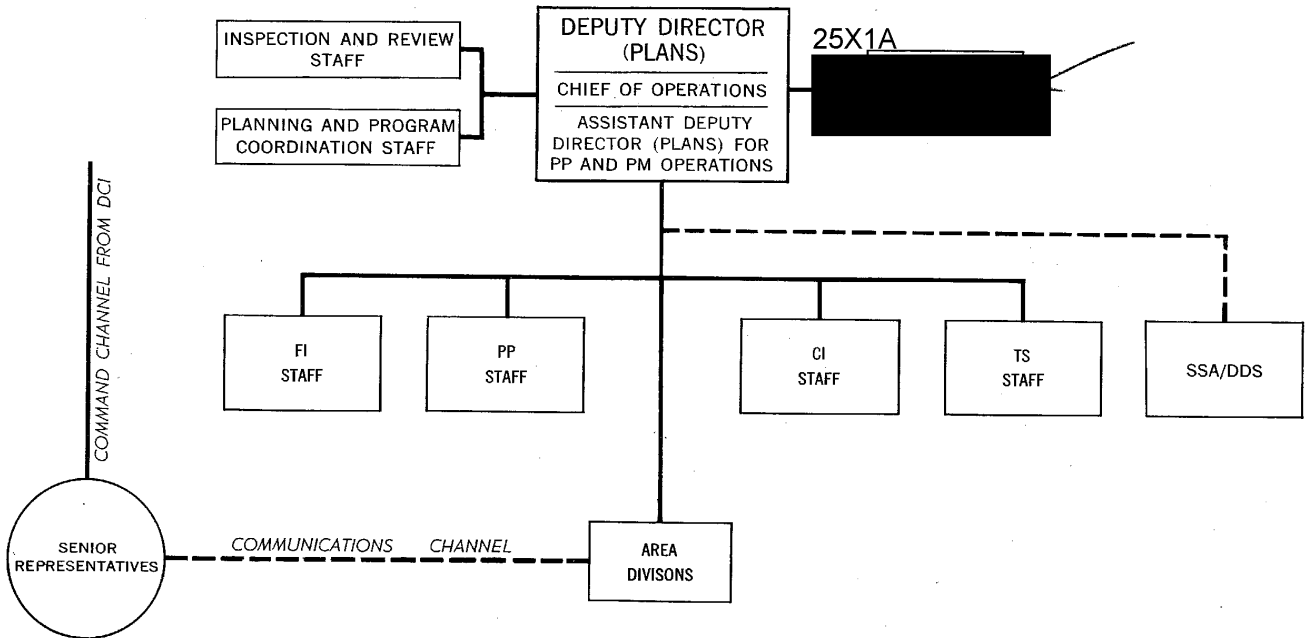 INSPECTION AND REVIEW
STAFF
PLANNING AND PROGRAM
COORDINATION STAFF
DEPUTY DIRECTOR
(PLANS)
CHIEF OF OPERATIONS
ASSISTANT DEPUTY
DIRECTOR (PLANS) FOR
PP AND PM OPERATIONS
25X1A
COMMAND CHANNEL FROM DCI
FI
STAFF
PP
STAFF
CI
STAFF
TS
STAFF
SSA/DDS
SENIOR
REPRESENTATIVES
COMMUNICATIONS CHANNEL
AREA
DIVISONS